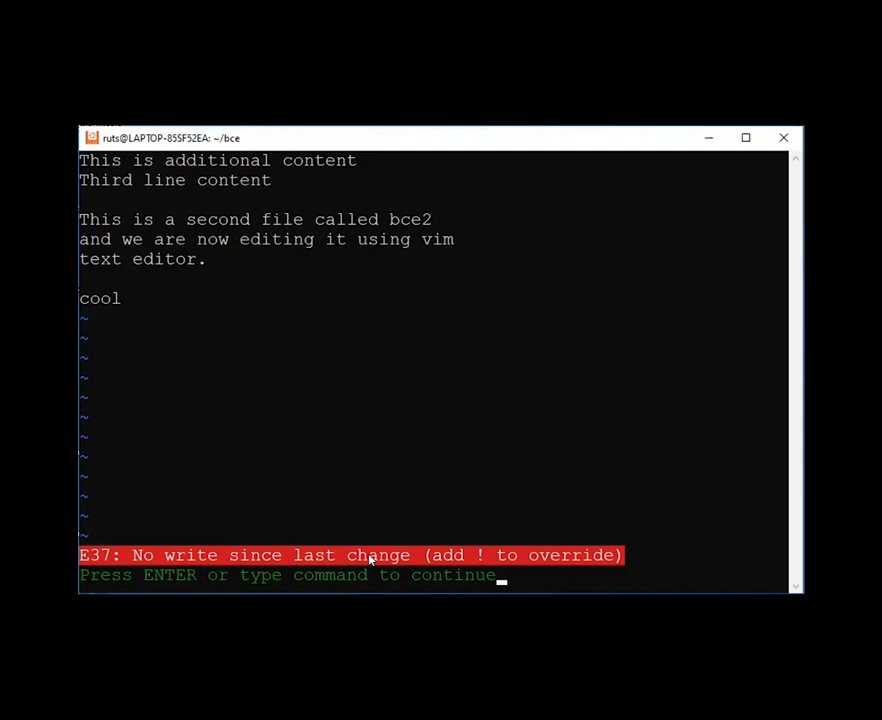 ruts@LAPTOP-85SF52EA: ~/bce
This is additional content
Third line content
This is a second file called bce2
and we are now editing it using vim
text editor.
cool
~
~
~
~
~
~
~
~
~
~
~
~
E37: No write since last change (add ! to override)
Press ENTER or type command to continue